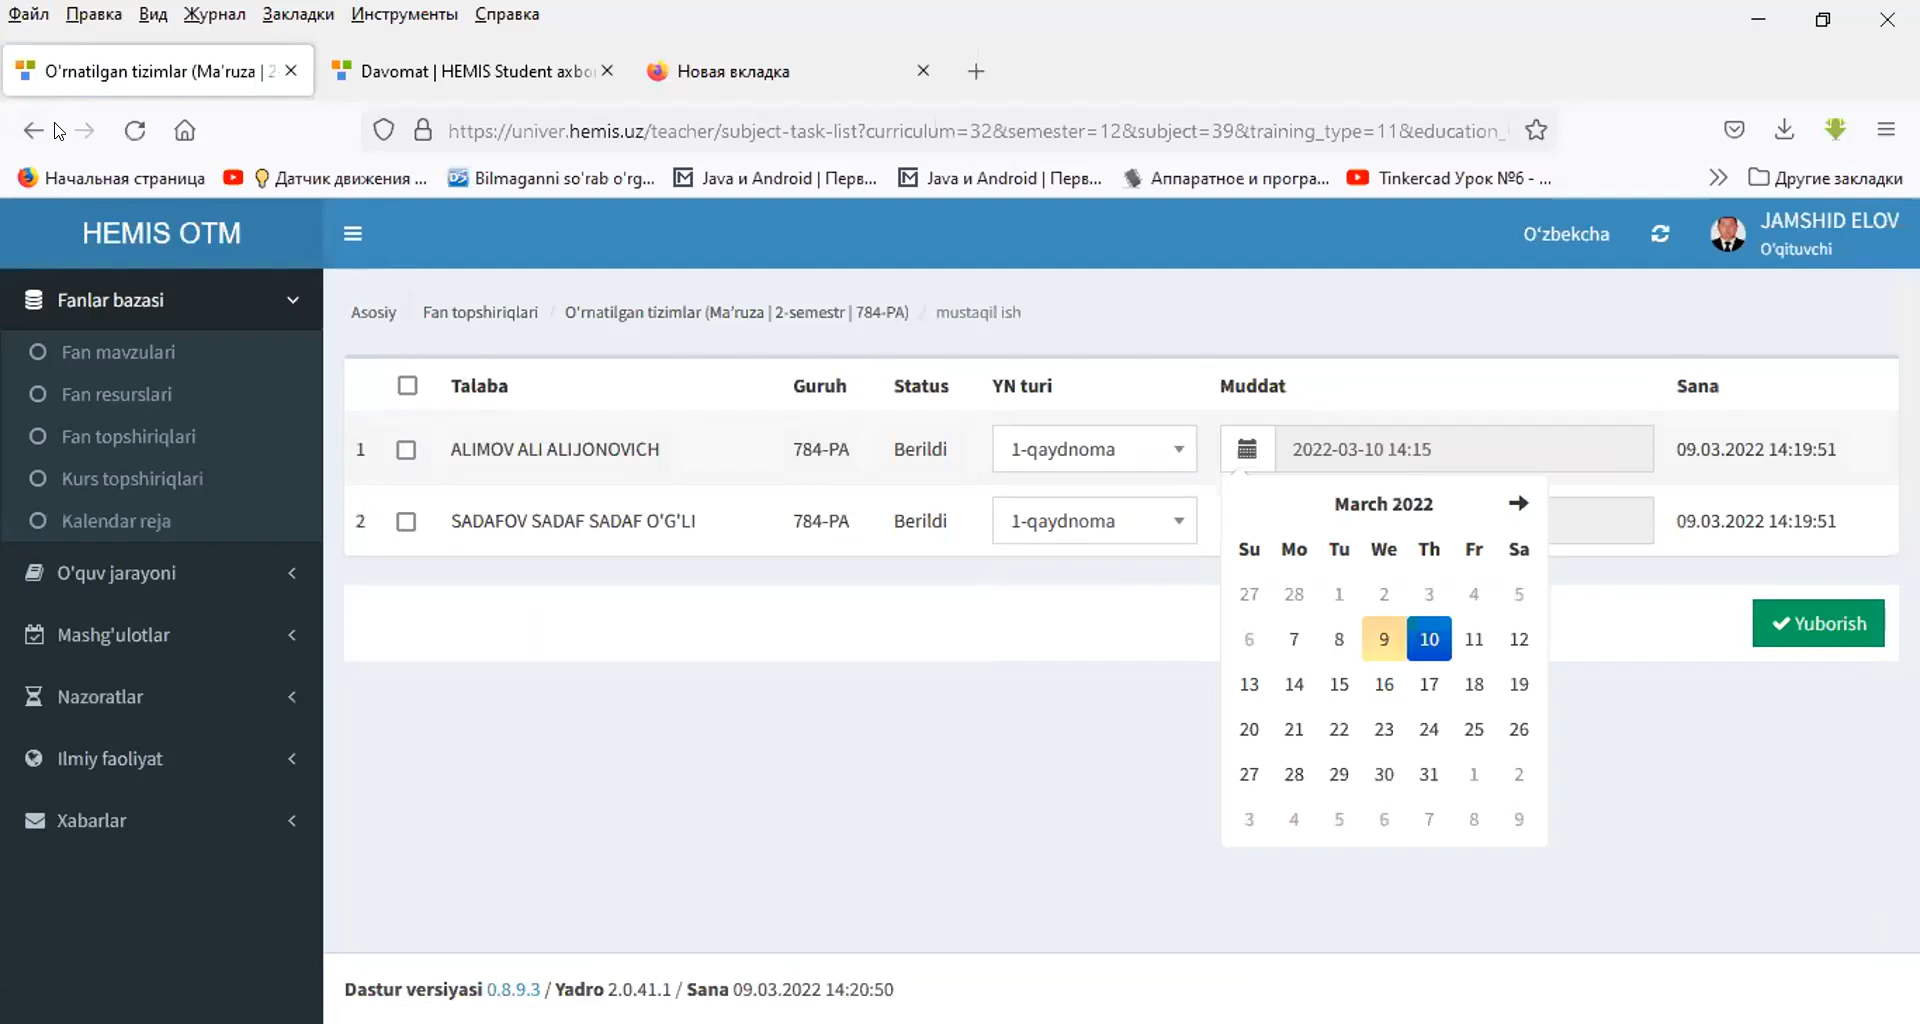 Файл Правка Вид Журнал Закладки Инструменты Справка
O'rnatilgan tizimlar (Ma'ruza | 2 Davomat | HEMIS Student axbo Новая вкладка
https://univer.hemis.uz/teacher/subject-task-list?curriculum=32&semester=12&subject=39&training_type=11&education_
Начальная страница Датчик движения ... Bilmaganni so'rab o'rg... Java и Android | Перв... Java и Android | Перв... Аппаратное и програ... Tinkercad Урок №6 - ... Другие закладки
HEMIS OTM O'zbekcha JAMSHID ELOV
O'qituvchi
Fanlar bazasi
Fan mavzulari
Fan resurslari
Fan topshiriqlari
Kurs topshiriqlari
Kalendar reja
O'quv jarayoni
Mashg'ulotlar
Nazoratlar
Ilmiy faoliyat
Xabarlar
Asosiy / Fan topshiriqlari / O'rnatilgan tizimlar (Ma'ruza | 2-semestr | 784-PA) / mustaqil ish
Talaba Guruh Status YN turi Muddat Sana
1 ALIMOV ALI ALIJONOVICH 784-PA Berildi 1-qaydnoma 2022-03-10 14:15 09.03.2022 14:19:51
2 SADAFOV SADAF SADAF O'G'LI 784-PA Berildi 1-qaydnoma 09.03.2022 14:19:51
March 2022
Su Mo Tu We Th Fr Sa
27 28 1 2 3 4 5
6 7 8 9 10 11 12
13 14 15 16 17 18 19
20 21 22 23 24 25 26
27 28 29 30 31 1 2
3 4 5 6 7 8 9
Yuborish
Dastur versiyasi 0.8.9.3 / Yadro 2.0.41.1 / Sana 09.03.2022 14:20:50